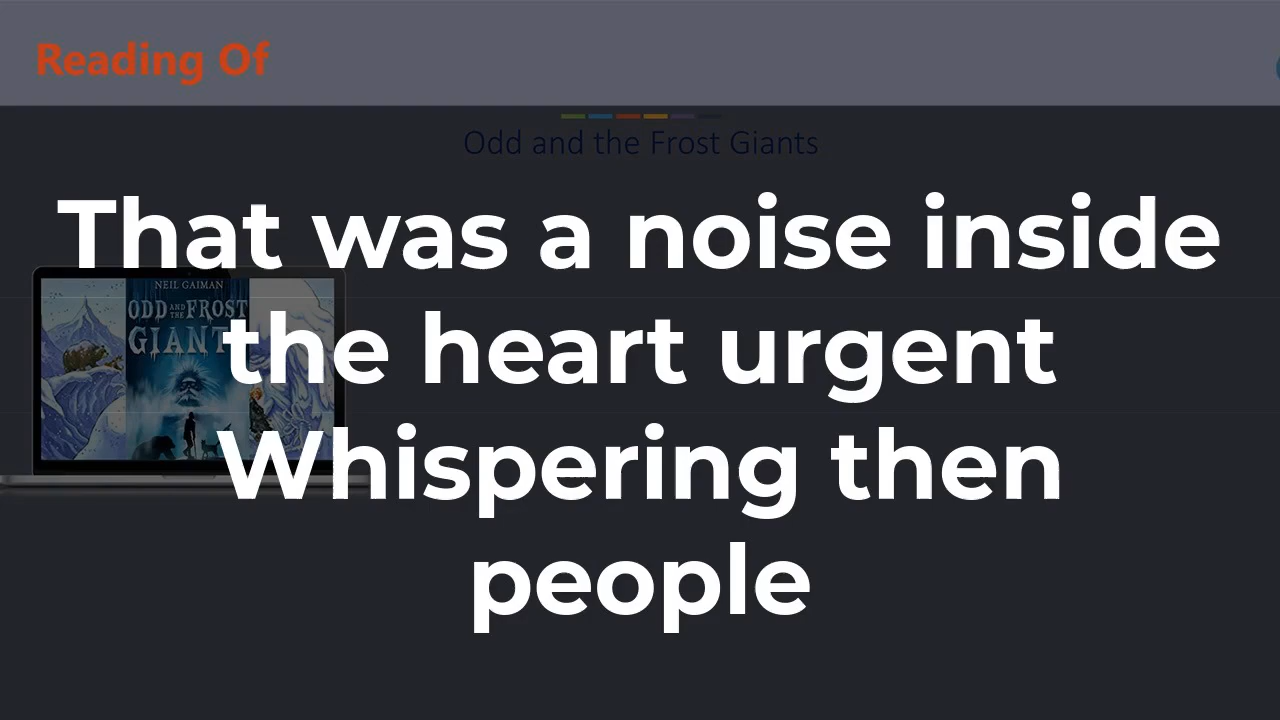 Reading Of
Odd and the Frost Giants
That was a noise inside
the heart urgent
Whispering then
people
NEIL GAIMAN
ODD AND THE FROST
GIANT